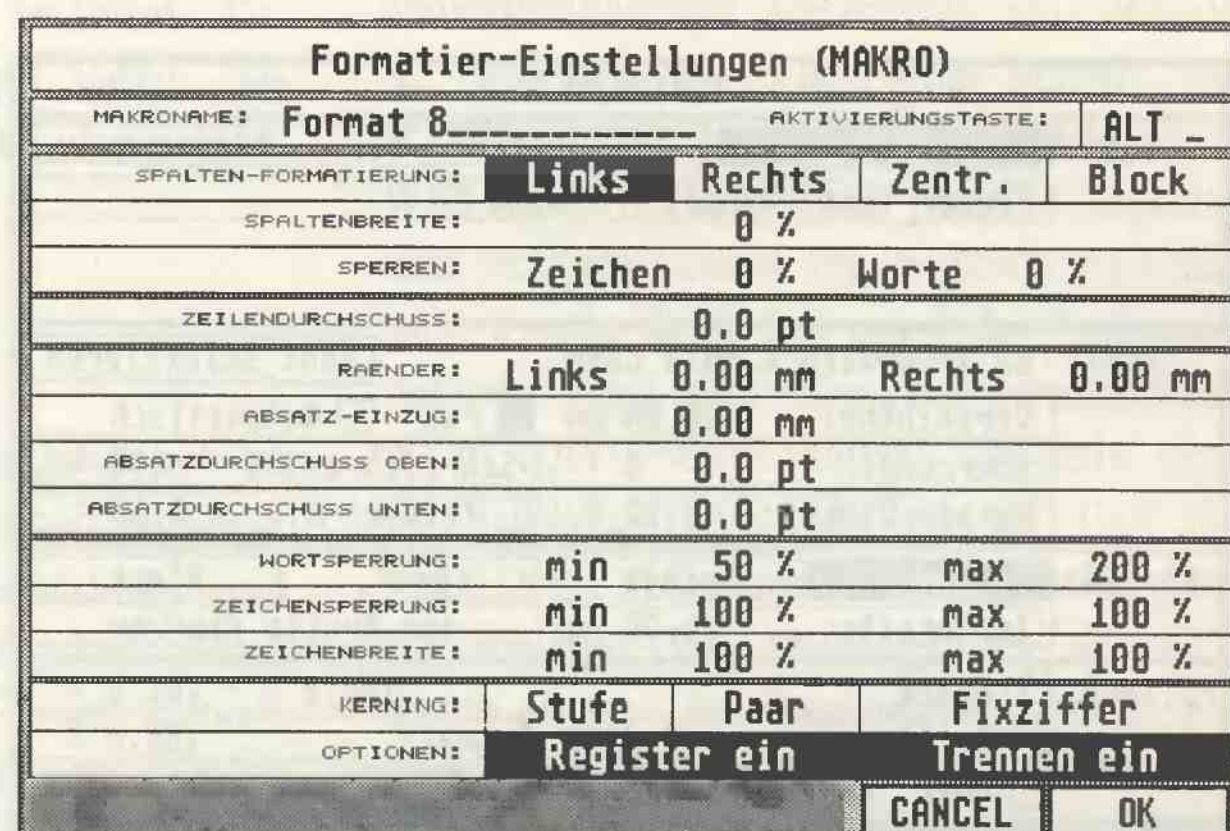 Formatier-Einstellungen (MAKRO)
MAKRONAME: Format 8_____________ AKTIVIERUNGSTASTE: ALT _
SPALTEN-FORMATIERUNG: Links Rechts Zentr. Block
SPALTENBREITE: 0 %
SPERREN: Zeichen 0 % Worte 0 %
ZEILENDURCHSCHUSS: 0.0 pt
RAENDER: Links 0.00 mm Rechts 0.00 mm
ABSATZ-EINZUG: 0.00 mm
ABSATZDURCHSCHUSS OBEN: 0.0 pt
ABSATZDURCHSCHUSS UNTEN: 0.0 pt
WORTSPERRUNG: min 50 % max 200 %
ZEICHENSPERRUNG: min 100 % max 100 %
ZEICHENBREITE: min 100 % max 100 %
KERNING: Stufe Paar Fixziffer
OPTIONEN: Register ein Trennen ein
CANCEL OK